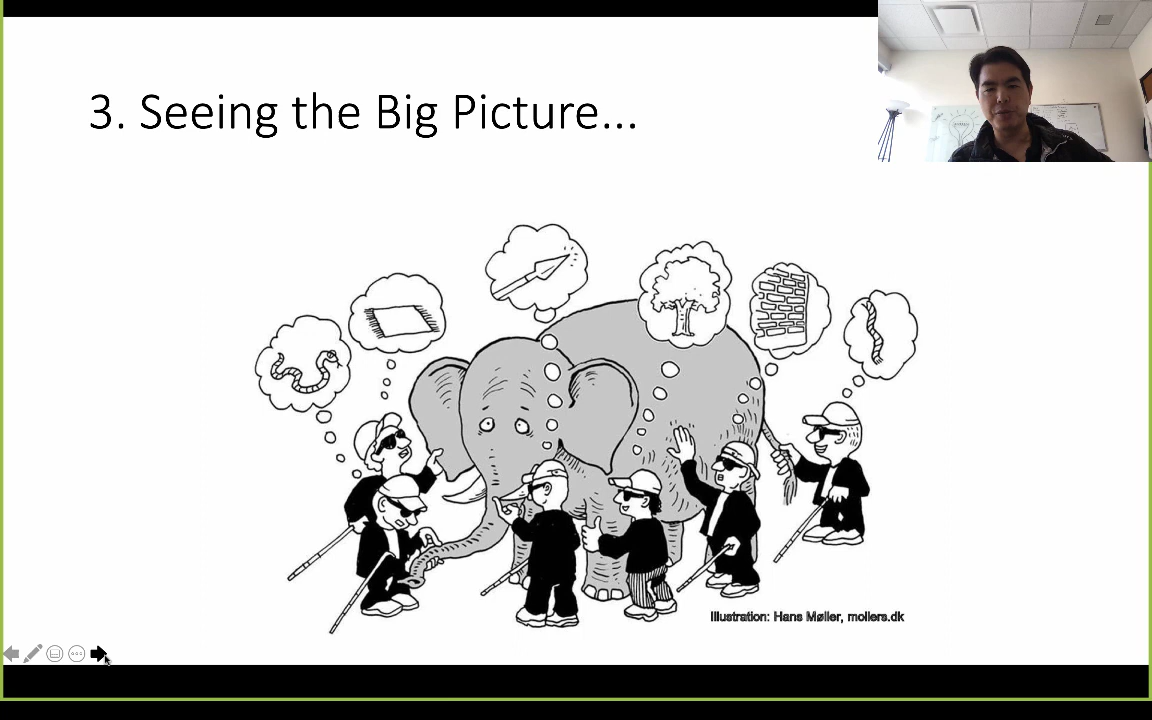 3. Seeing the Big Picture...
Illustration: Hans Møller, mollers.dk